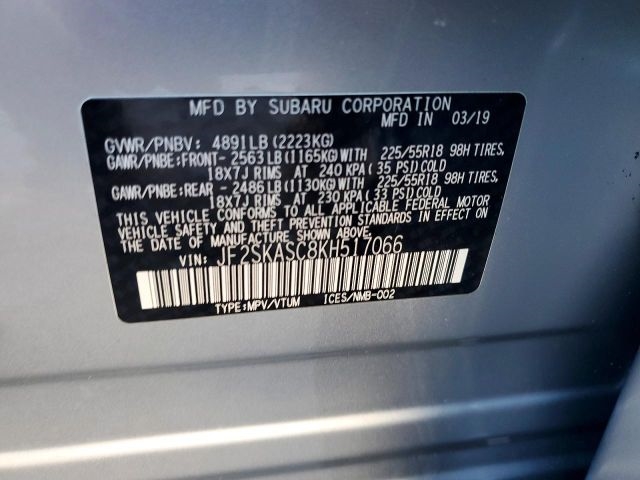 MFD BY SUBARU CORPORATION
MFD IN 03/19
GVWR/PNBV: 4891LB(2223KG)
GAWR/PNBE:FRONT-2563LB(1165KG)WITH 225/55R18 98H TIRES,
18X7J RIMS AT 240 KPA(35 PSI)COLD
GAWR/PNBE:REAR -2486LB(1130KG)WITH 225/55R18 98H TIRES,
18X7J RIMS AT 230 KPA(33 PSI)COLD
THIS VEHICLE CONFORMS TO ALL APPLICABLE FEDERAL MOTOR
VEHICLE SAFETY AND THEFT PREVENTION STANDARDS IN EFFECT ON
THE DATE OF MANUFACTURE SHOWN ABOVE.
VIN: JF2SKASC8KH517066
TYPE:MPV/VTUM ICES/NMB-002